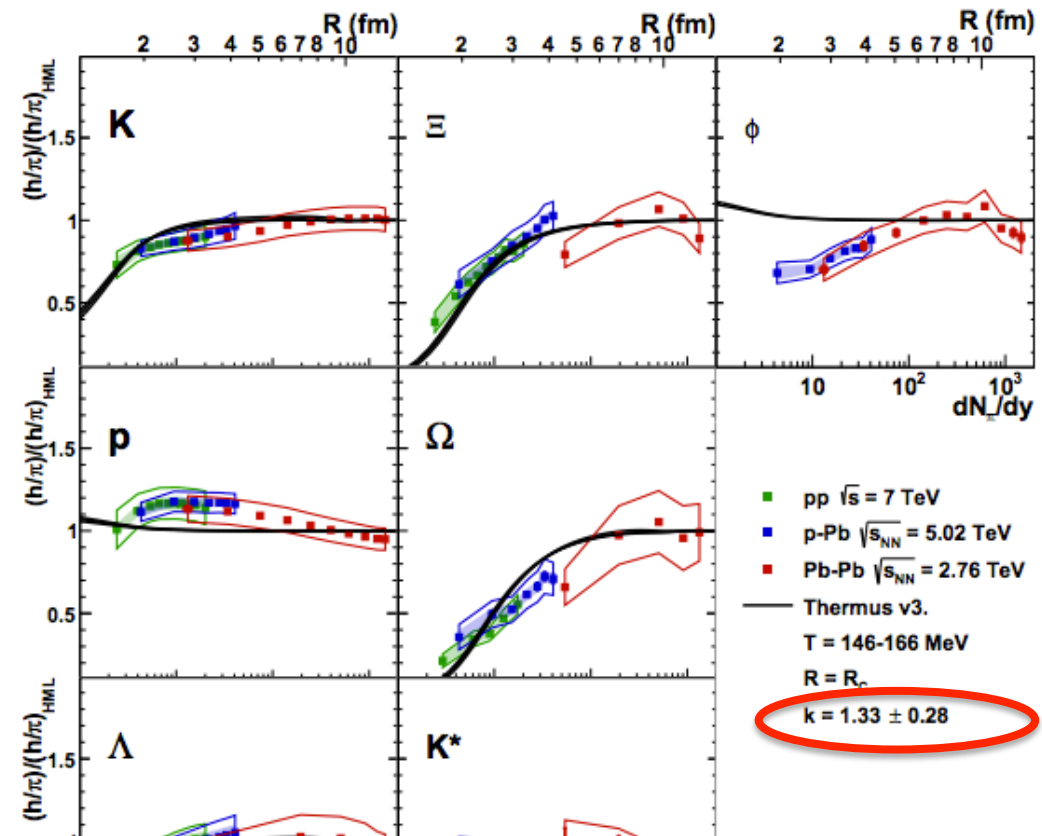 R (fm)
2 3 4 5 6 7 8 10
R (fm)
2 3 4 5 6 7 8 10
R (fm)
2 3 4 5 6 7 8 10
(h/π)/(h/π)HML
1.5
1
0.5
K
Ξ
ϕ
10 10² 10³
dNπ/dy
(h/π)/(h/π)HML
1.5
1
0.5
p
Ω
pp √s = 7 TeV
p-Pb √sNN = 5.02 TeV
Pb-Pb √sNN = 2.76 TeV
Thermus v3.
T = 146-166 MeV
R = RC
k = 1.33 ± 0.28
(h/π)/(h/π)HML
1.5
Λ
K*